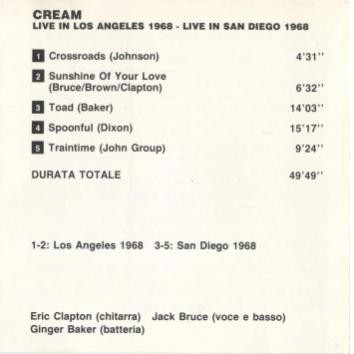 CREAM
LIVE IN LOS ANGELES 1968 - LIVE IN SAN DIEGO 1968
1 Crossroads (Johnson) 4'31''
2 Sunshine Of Your Love
(Bruce/Brown/Clapton) 6'32''
3 Toad (Baker) 14'03''
4 Spoonful (Dixon) 15'17''
5 Traintime (John Group) 9'24''
DURATA TOTALE 49'49''
1-2: Los Angeles 1968 3-5: San Diego 1968
Eric Clapton (chitarra) Jack Bruce (voce e basso)
Ginger Baker (batteria)